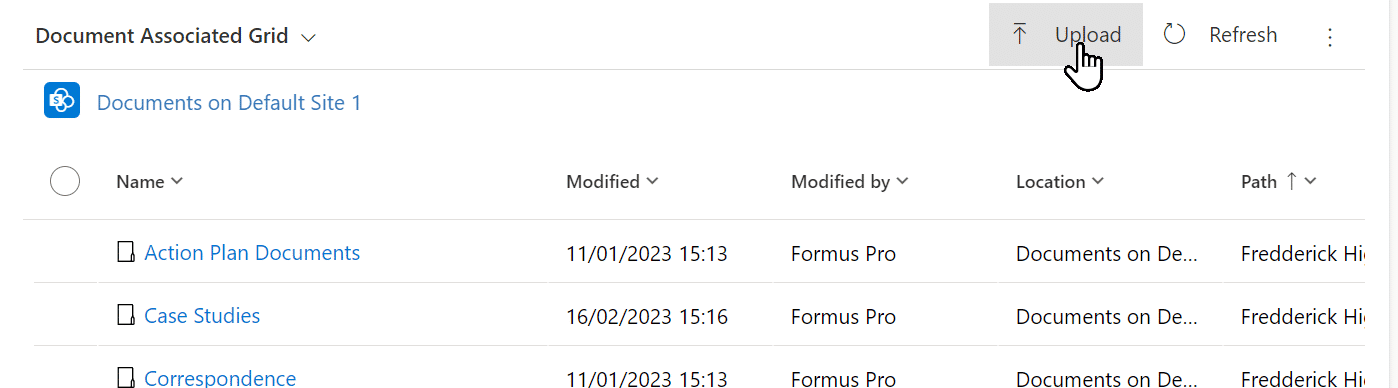 Document Associated Grid Upload Refresh
Documents on Default Site 1
Name Modified Modified by Location Path
Action Plan Documents 11/01/2023 15:13 Formus Pro Documents on De... Fredderick Hi
Case Studies 16/02/2023 15:16 Formus Pro Documents on De... Fredderick Hi
Correspondence 11/01/2023 15:13 Formus Pro Documents on De... Fredderick Hi